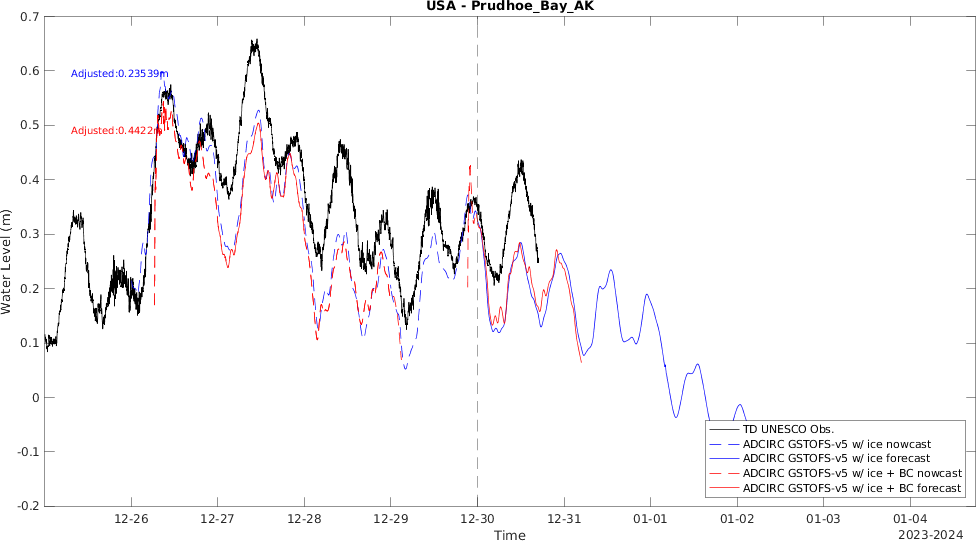 USA - Prudhoe_Bay_AK
0.7
0.6
0.5
0.4
0.3
0.2
0.1
0
-0.1
-0.2
Water Level (m)
Adjusted:0.23539m
Adjusted:0.4422m
TD UNESCO Obs.
ADCIRC GSTOFS-v5 w/ ice nowcast
ADCIRC GSTOFS-v5 w/ ice forecast
ADCIRC GSTOFS-v5 w/ ice + BC nowcast
ADCIRC GSTOFS-v5 w/ ice + BC forecast
12-26 12-27 12-28 12-29 12-30 12-31 01-01 01-02 01-03 01-04
Time
2023-2024